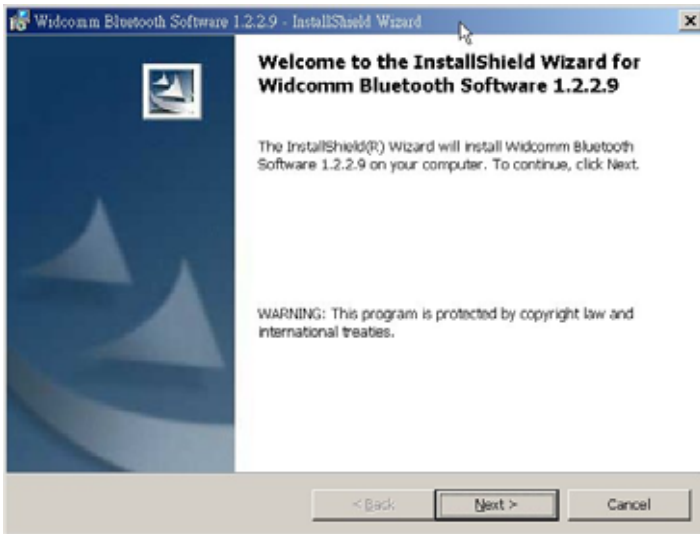 Widcomm Bluetooth Software 1.2.2.9 - InstallShield Wizard
Welcome to the InstallShield Wizard for
Widcomm Bluetooth Software 1.2.2.9
The InstallShield(R) Wizard will install Widcomm Bluetooth
Software 1.2.2.9 on your computer. To continue, click Next.
WARNING: This program is protected by copyright law and
international treaties.
< Back
Next >
Cancel